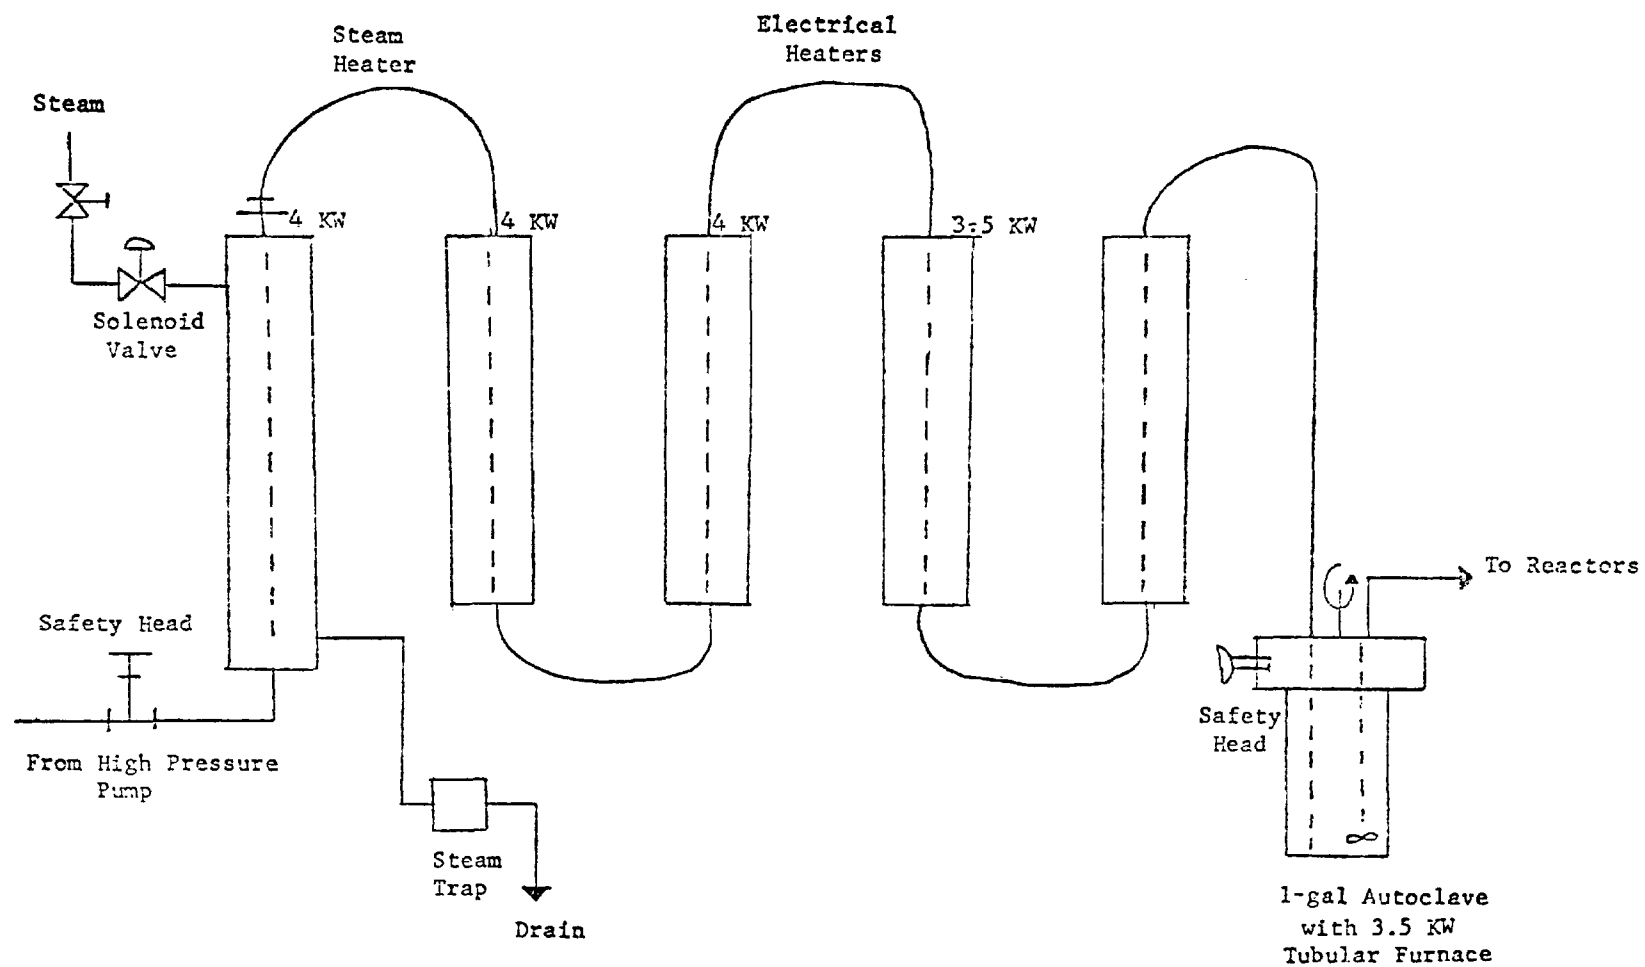 Electrical
Heaters
Steam
Heater
Steam
4 KW
4 KW
4 KW
3.5 KW
Solenoid
Valve
To Reactors
Safety Head
Safety
Head
From High Pressure
Pump
Steam
Trap
Drain
1-gal Autoclave
with 3.5 KW
Tubular Furnace